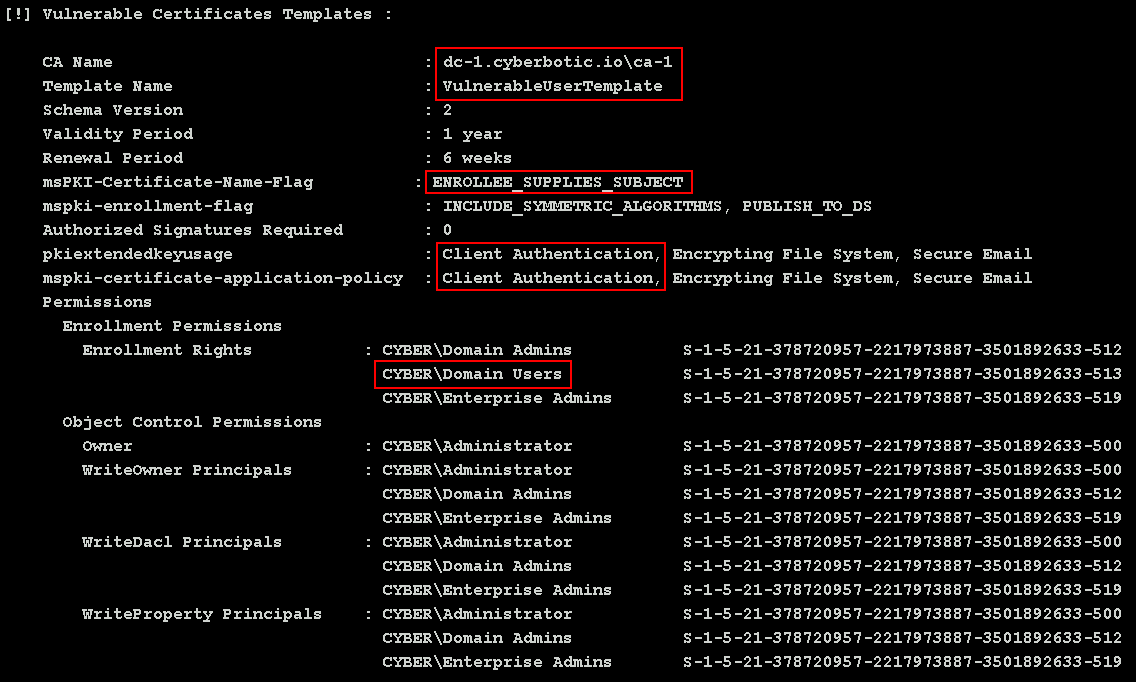 [!] Vulnerable Certificates Templates :
CA Name : dc-1.cyberbotic.io\ca-1
Template Name : VulnerableUserTemplate
Schema Version : 2
Validity Period : 1 year
Renewal Period : 6 weeks
msPKI-Certificate-Name-Flag : ENROLLEE_SUPPLIES_SUBJECT
mspki-enrollment-flag : INCLUDE_SYMMETRIC_ALGORITHMS, PUBLISH_TO_DS
Authorized Signatures Required : 0
pkiextendedkeyusage : Client Authentication, Encrypting File System, Secure Email
mspki-certificate-application-policy : Client Authentication, Encrypting File System, Secure Email
Permissions
Enrollment Permissions
Enrollment Rights : CYBER\Domain Admins S-1-5-21-378720957-2217973887-3501892633-512
CYBER\Domain Users S-1-5-21-378720957-2217973887-3501892633-513
CYBER\Enterprise Admins S-1-5-21-378720957-2217973887-3501892633-519
Object Control Permissions
Owner : CYBER\Administrator S-1-5-21-378720957-2217973887-3501892633-500
WriteOwner Principals : CYBER\Administrator S-1-5-21-378720957-2217973887-3501892633-500
CYBER\Domain Admins S-1-5-21-378720957-2217973887-3501892633-512
CYBER\Enterprise Admins S-1-5-21-378720957-2217973887-3501892633-519
WriteDacl Principals : CYBER\Administrator S-1-5-21-378720957-2217973887-3501892633-500
CYBER\Domain Admins S-1-5-21-378720957-2217973887-3501892633-512
CYBER\Enterprise Admins S-1-5-21-378720957-2217973887-3501892633-519
WriteProperty Principals : CYBER\Administrator S-1-5-21-378720957-2217973887-3501892633-500
CYBER\Domain Admins S-1-5-21-378720957-2217973887-3501892633-512
CYBER\Enterprise Admins S-1-5-21-378720957-2217973887-3501892633-519